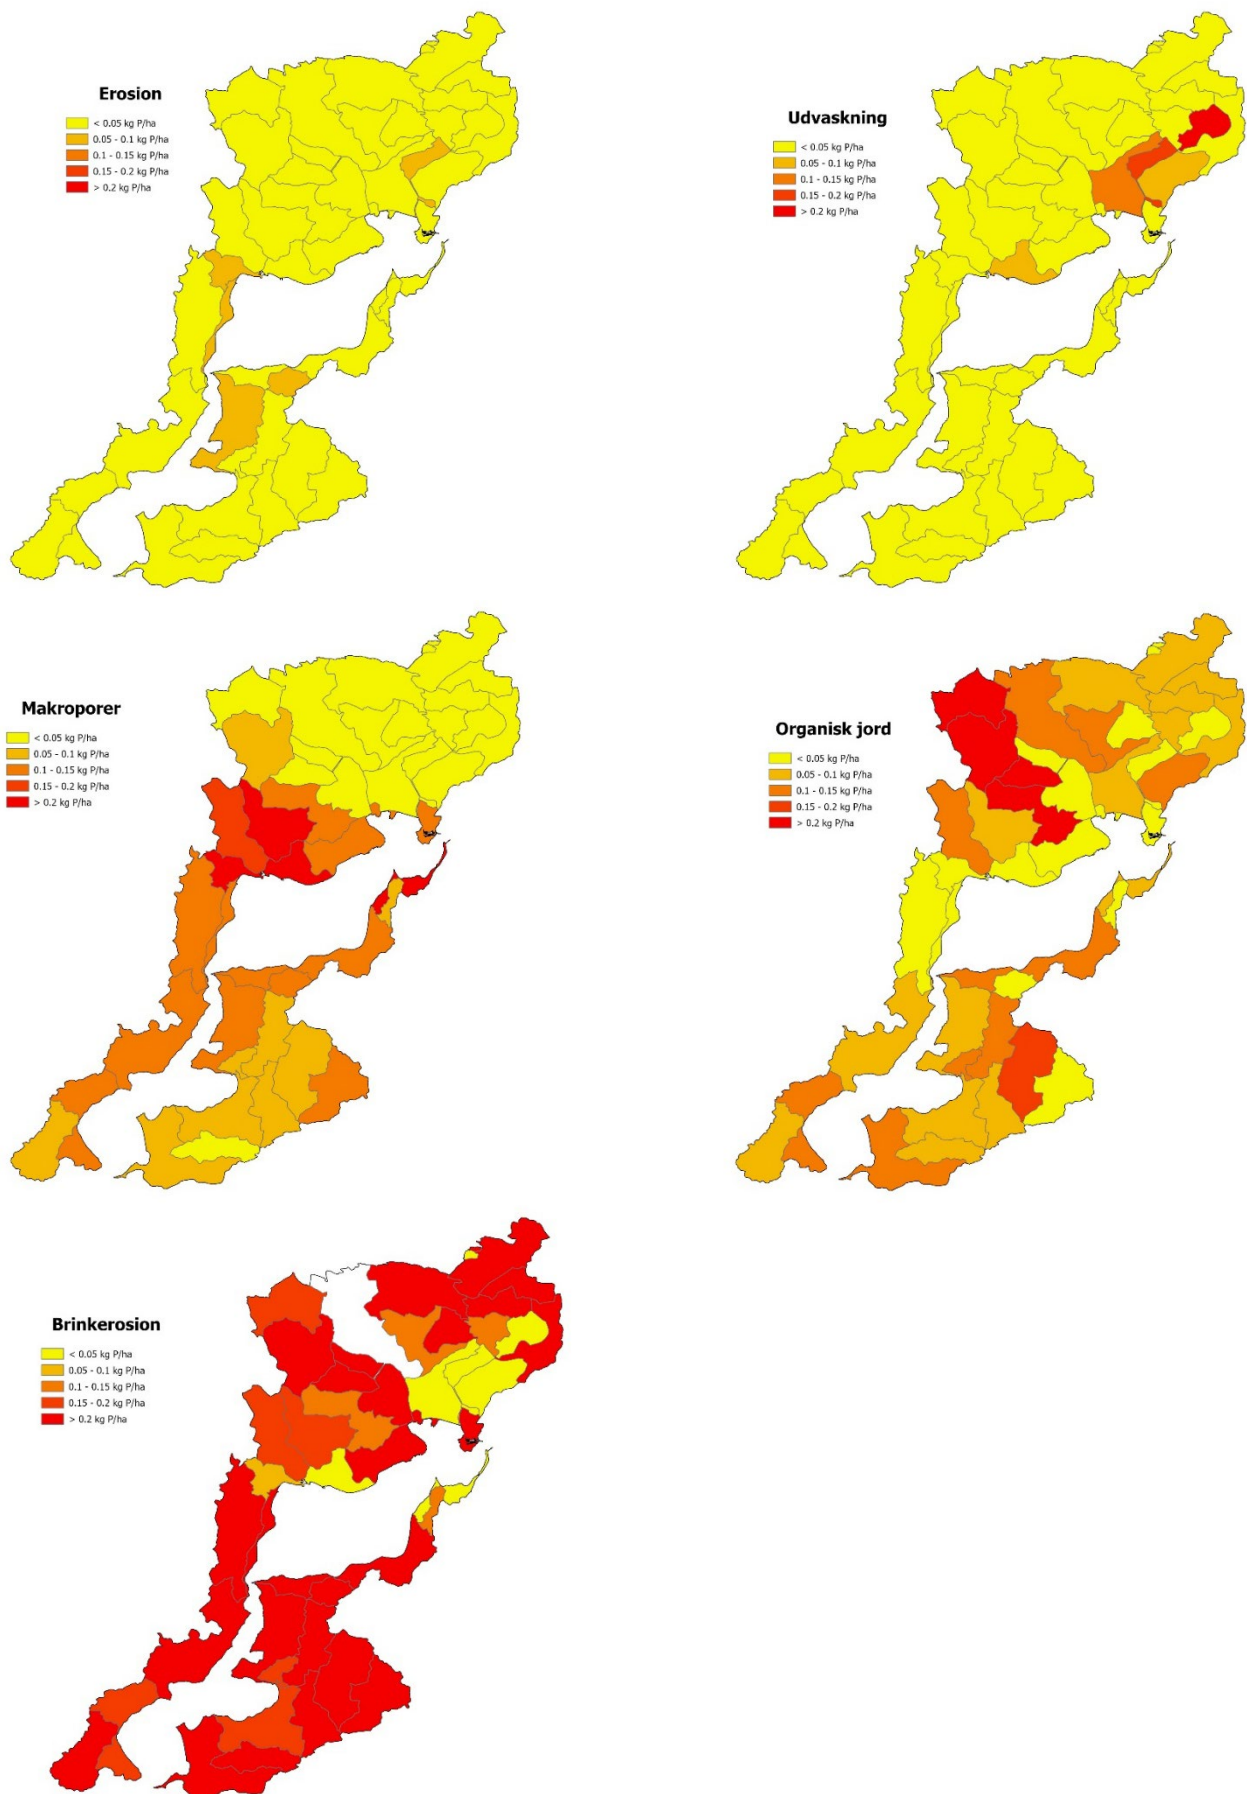 Erosion
< 0.05 kg P/ha
0.05 - 0.1 kg P/ha
0.1 - 0.15 kg P/ha
0.15 - 0.2 kg P/ha
> 0.2 kg P/ha
Udvaskning
< 0.05 kg P/ha
0.05 - 0.1 kg P/ha
0.1 - 0.15 kg P/ha
0.15 - 0.2 kg P/ha
> 0.2 kg P/ha
Makroporer
< 0.05 kg P/ha
0.05 - 0.1 kg P/ha
0.1 - 0.15 kg P/ha
0.15 - 0.2 kg P/ha
> 0.2 kg P/ha
Organisk jord
< 0.05 kg P/ha
0.05 - 0.1 kg P/ha
0.1 - 0.15 kg P/ha
0.15 - 0.2 kg P/ha
> 0.2 kg P/ha
Brinkerosion
< 0.05 kg P/ha
0.05 - 0.1 kg P/ha
0.1 - 0.15 kg P/ha
0.15 - 0.2 kg P/ha
> 0.2 kg P/ha